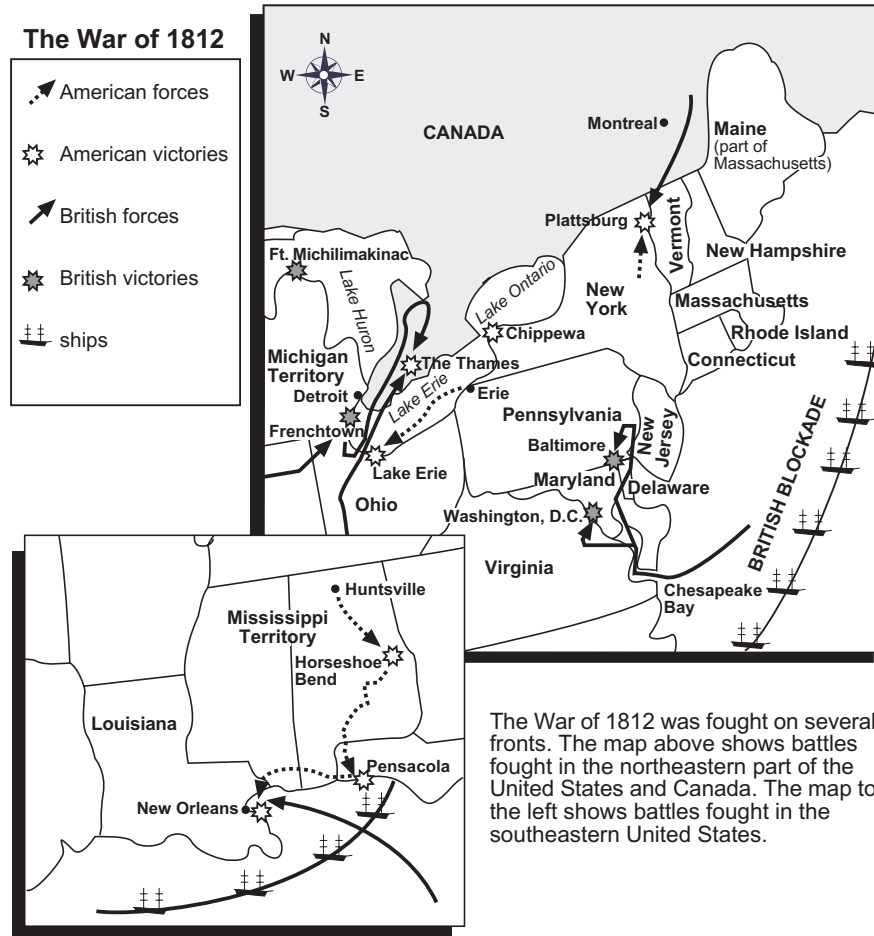 The War of 1812
American forces
American victories
British forces
British victories
ships
N
W
E
S
CANADA
Montreal
Maine
(part of
Massachusetts)
Plattsburg
Vermont
New Hampshire
New
York
Massachusetts
Rhode Island
Connecticut
Ft. Michilimakinac
Lake Huron
Lake Ontario
Chippewa
Michigan
Territory
The Thames
Detroit
Lake Erie
Erie
Frenchtown
Lake Erie
Ohio
Pennsylvania
New
Jersey
Baltimore
Maryland
Delaware
Washington, D.C.
Virginia
Chesapeake
Bay
BRITISH BLOCKADE
Huntsville
Mississippi
Territory
Horseshoe
Bend
Louisiana
Pensacola
New Orleans
The War of 1812 was fought on several
fronts. The map above shows battles
fought in the northeastern part of the
United States and Canada. The map to
the left shows battles fought in the
southeastern United States.